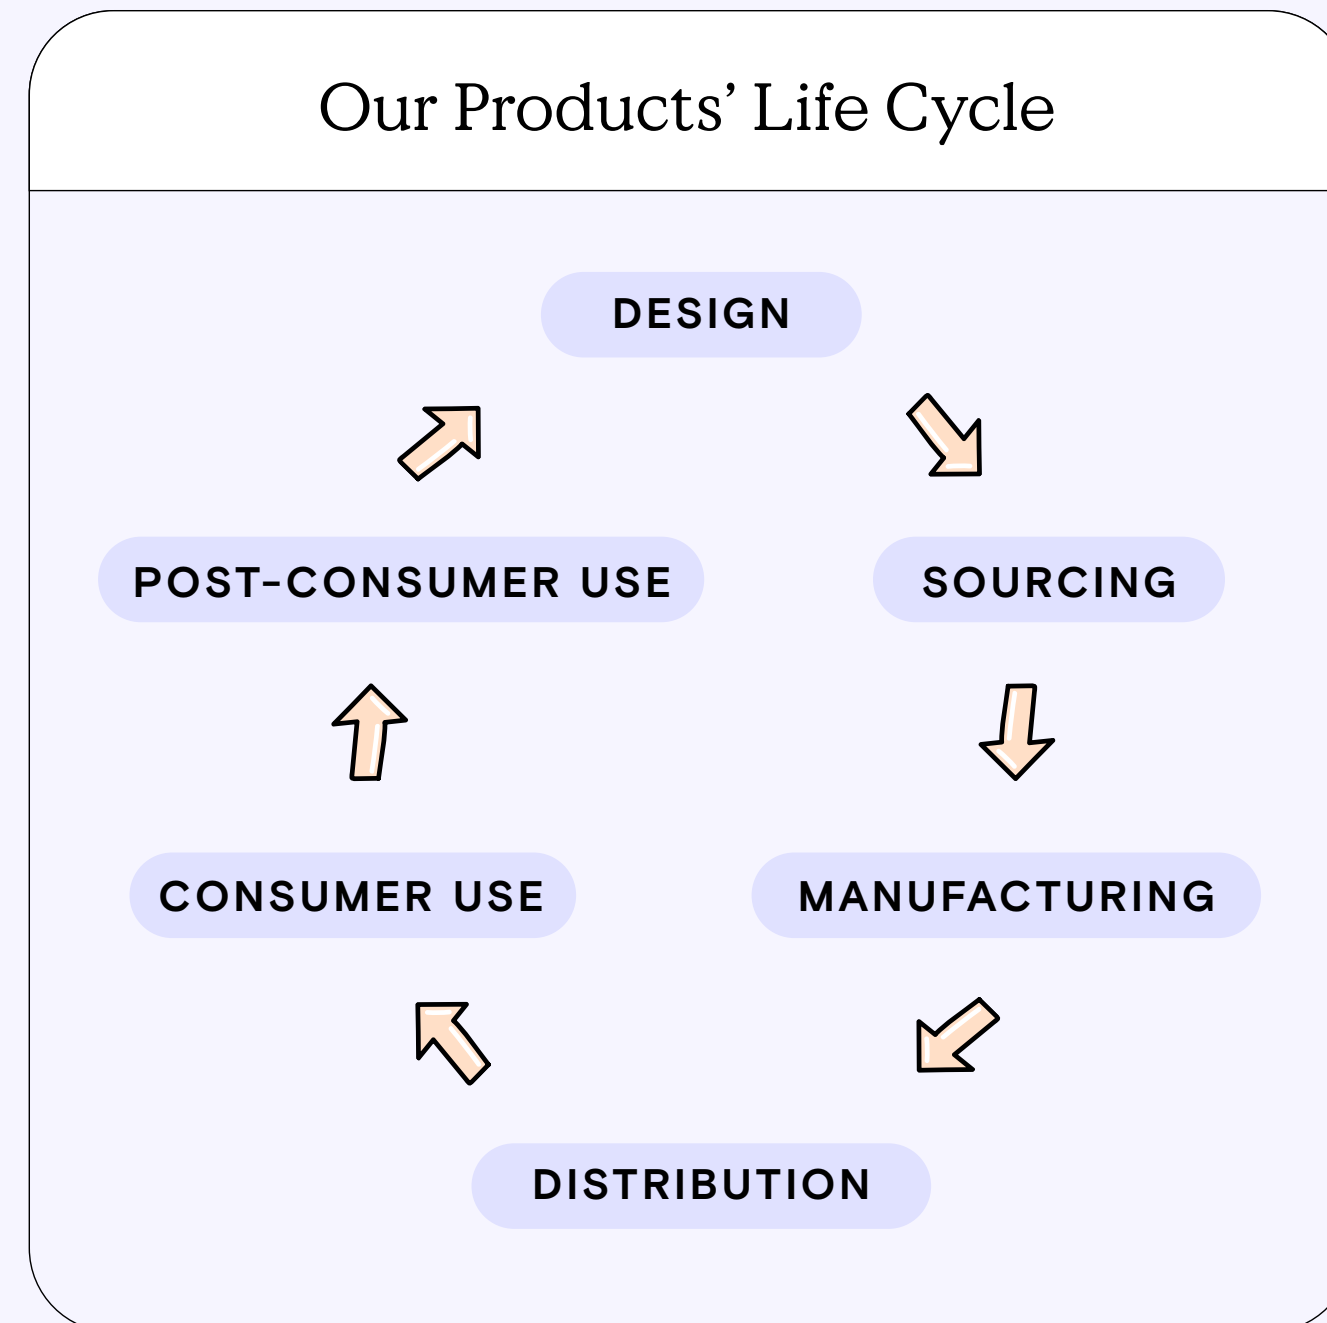 Our Products’ Life Cycle
DESIGN
POST-CONSUMER USE
SOURCING
CONSUMER USE
MANUFACTURING
DISTRIBUTION